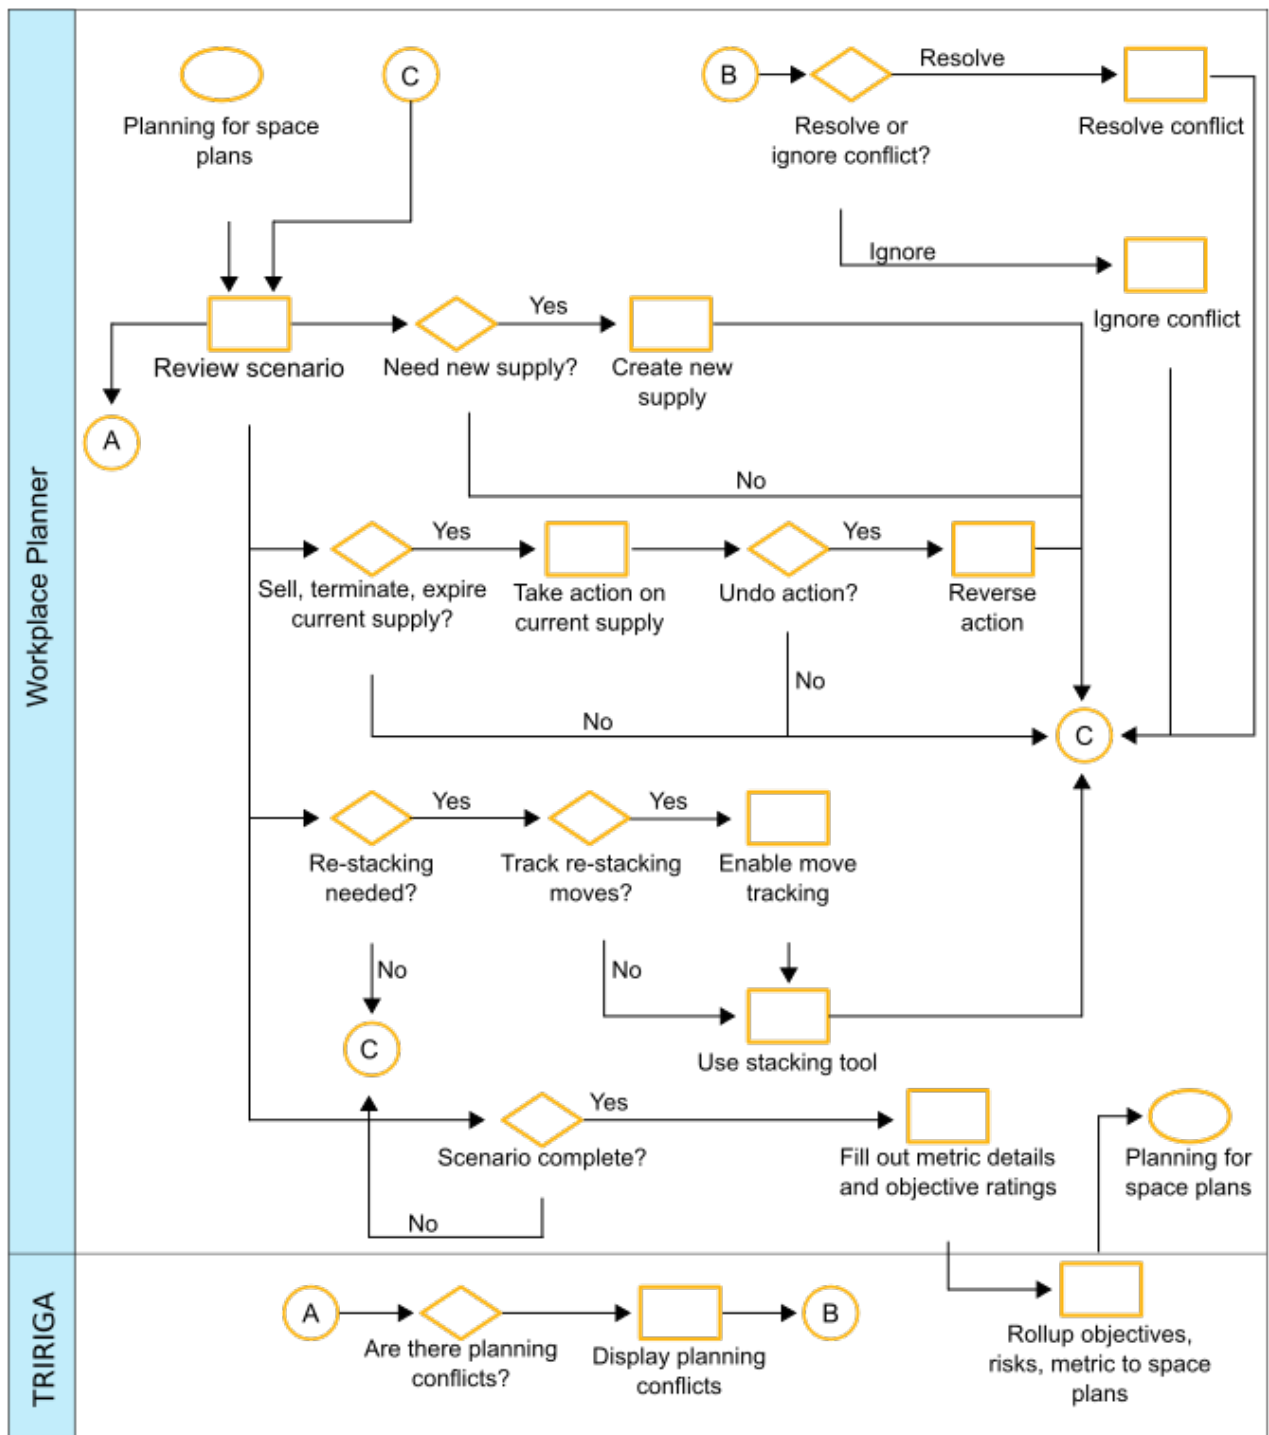 Workplace Planner
C
B
Resolve
Planning for space
plans
Resolve or
ignore conflict?
Resolve conflict
Ignore
Ignore conflict
Yes
Review scenario
Need new supply?
Create new
supply
A
No
Yes
Yes
Sell, terminate, expire
current supply?
Take action on
current supply
Undo action?
Reverse
action
No
No
C
Yes
Yes
Re-stacking
needed?
Track re-stacking
moves?
Enable move
tracking
No
No
C
Use stacking tool
Yes
Scenario complete?
Fill out metric details
and objective ratings
Planning for
space plans
No
TRIRIGA
A
B
Are there planning
conflicts?
Display planning
conflicts
Rollup objectives,
risks, metric to space
plans